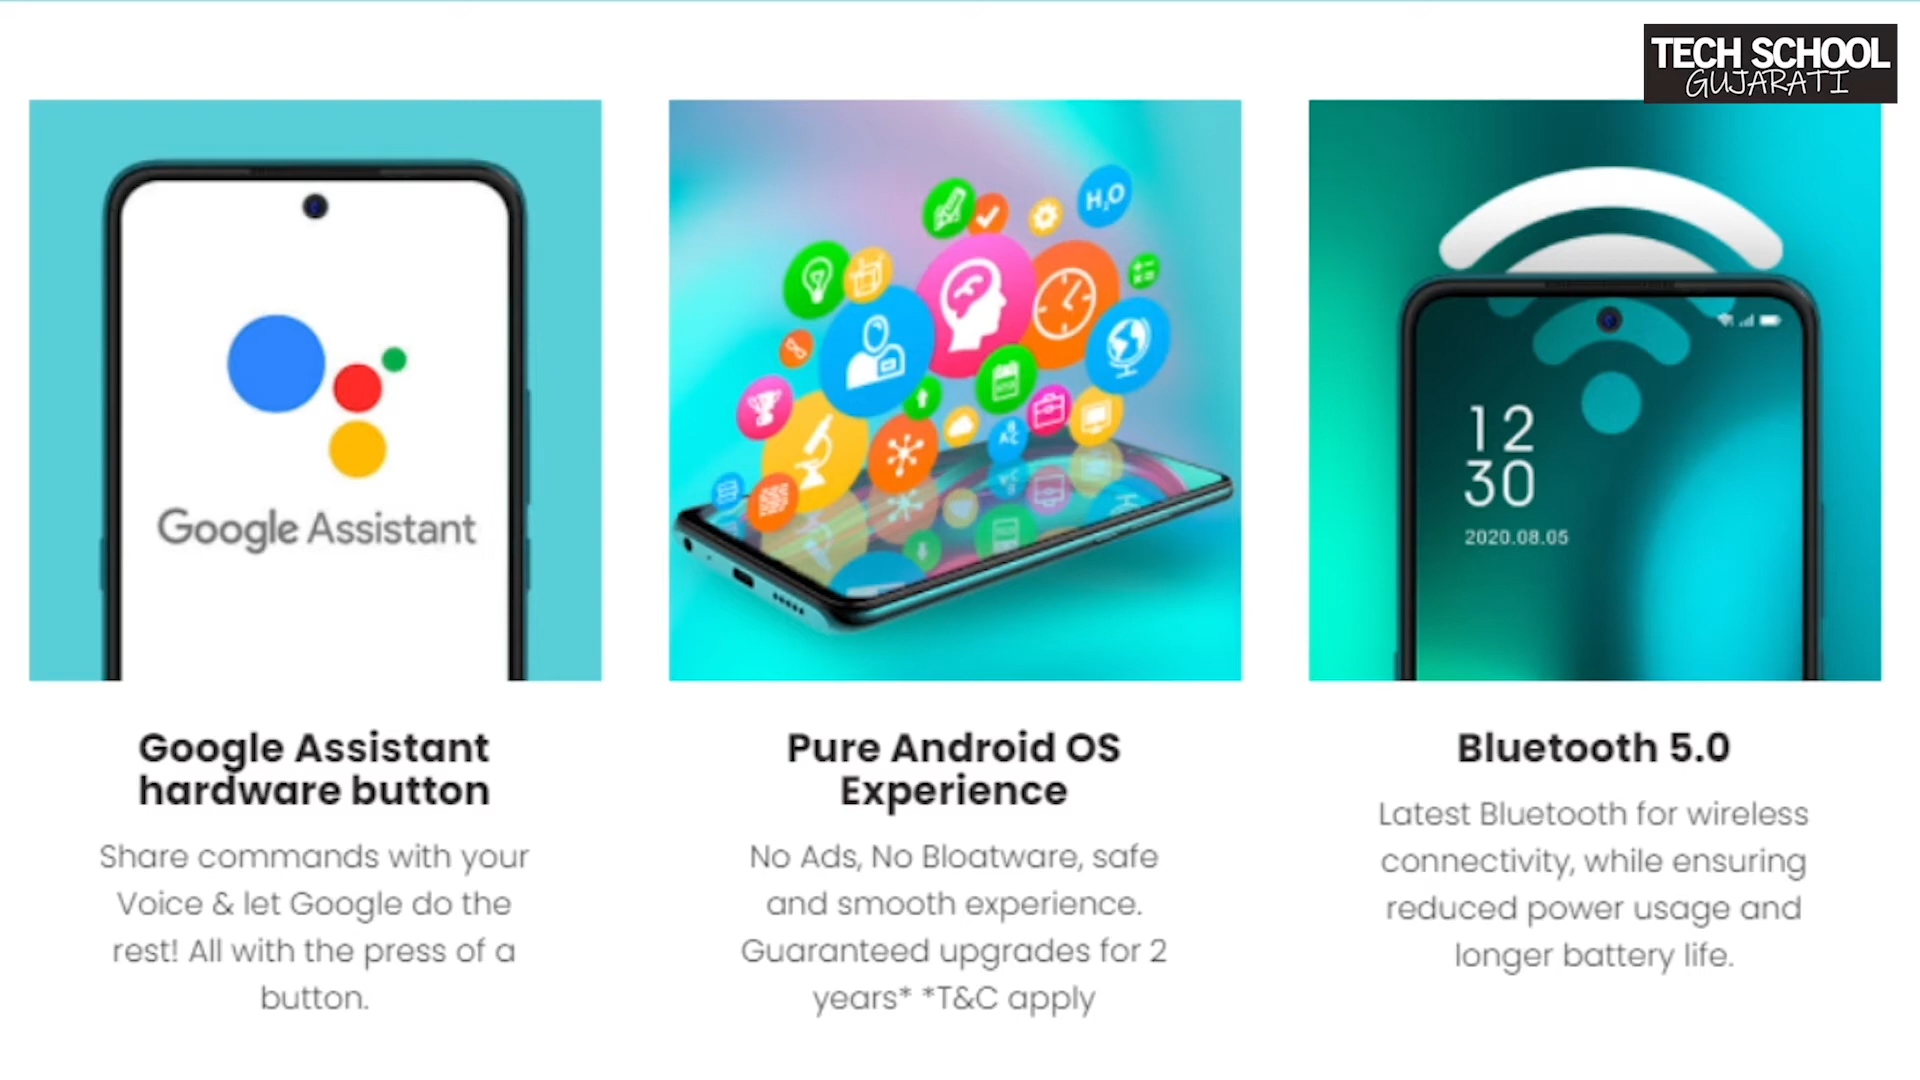 TECH SCHOOL
GUJARATI
Google Assistant
H₂O
12
30
2020.08.05
Google Assistant
hardware button
Share commands with your
Voice & let Google do the
rest! All with the press of a
button.
Pure Android OS
Experience
No Ads, No Bloatware, safe
and smooth experience.
Guaranteed upgrades for 2
years* *T&C apply
Bluetooth 5.0
Latest Bluetooth for wireless
connectivity, while ensuring
reduced power usage and
longer battery life.